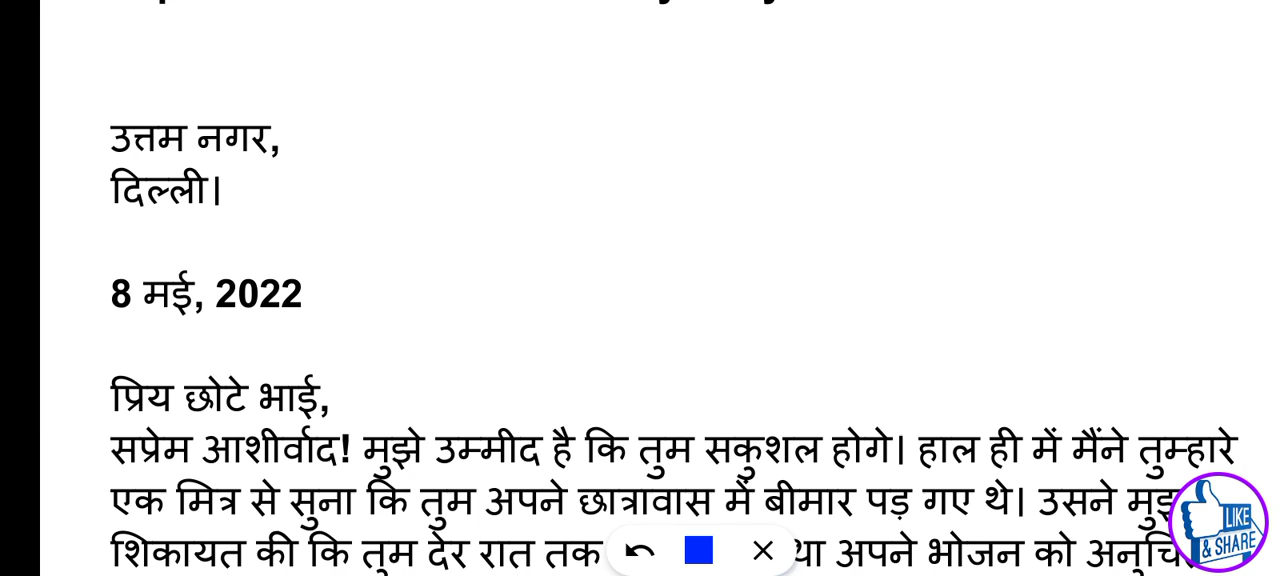 उत्तम नगर,
दिल्ली।
8 मई, 2022
प्रिय छोटे भाई,
सप्रेम आशीर्वाद! मुझे उम्मीद है कि तुम सकुशल होगे। हाल ही में मैंने तुम्हारे
एक मित्र से सुना कि तुम अपने छात्रावास में बीमार पड़ गए थे। उसने
शिकायत की कि तुम देर रात तक अपने भोजन को
LIKE
& SHARE